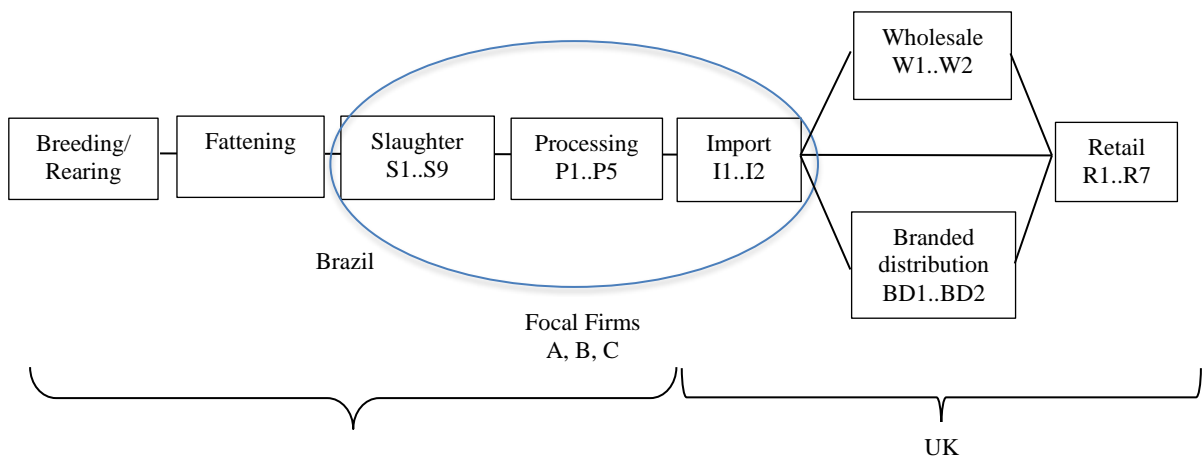 Breeding/
Rearing
Fattening
Slaughter
S1..S9
Processing
P1..P5
Import
I1..I2
Wholesale
W1..W2
Branded
distribution
BD1..BD2
Retail
R1..R7
Brazil
Focal Firms
A, B, C
UK